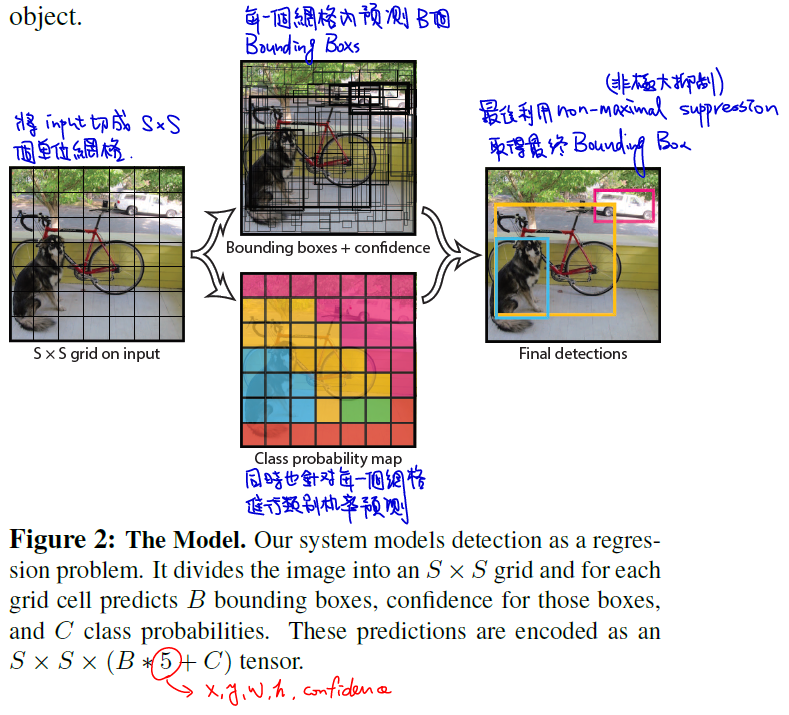 object.
每一個網格內預測B個
Bounding Boxs
將input切成 S×S
個單位網格.
(非極大抑制)
最後利用non-maximal suppression
取得最終Bounding Box
Bounding boxes + confidence
S × S grid on input
Final detections
Class probability map
同時也針對每一個網格
進行類別机率預測
Figure 2: The Model. Our system models detection as a regres-
sion problem. It divides the image into an S × S grid and for each
grid cell predicts B bounding boxes, confidence for those boxes,
and C class probabilities. These predictions are encoded as an
S × S × (B ∗ 5 + C) tensor.
x, y, w, h, confidence